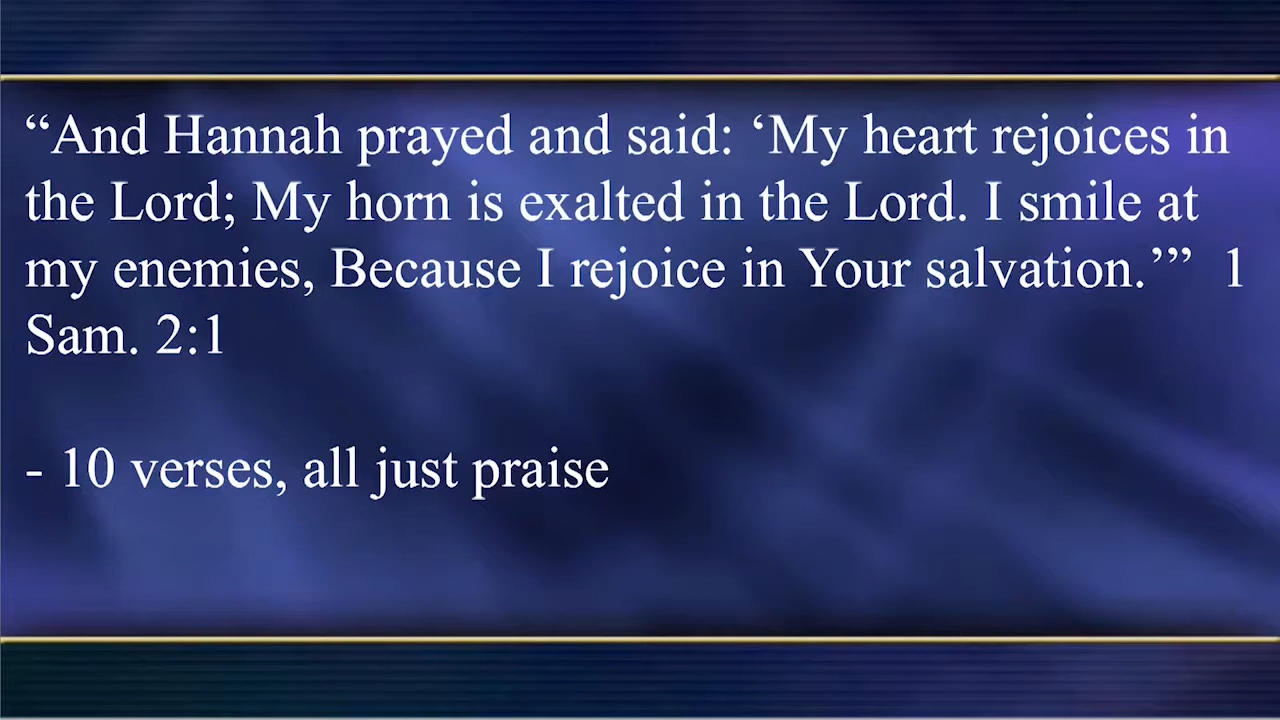 “And Hannah prayed and said: ‘My heart rejoices in
the Lord; My horn is exalted in the Lord. I smile at
my enemies, Because I rejoice in Your salvation.’”  1
Sam. 2:1
- 10 verses, all just praise